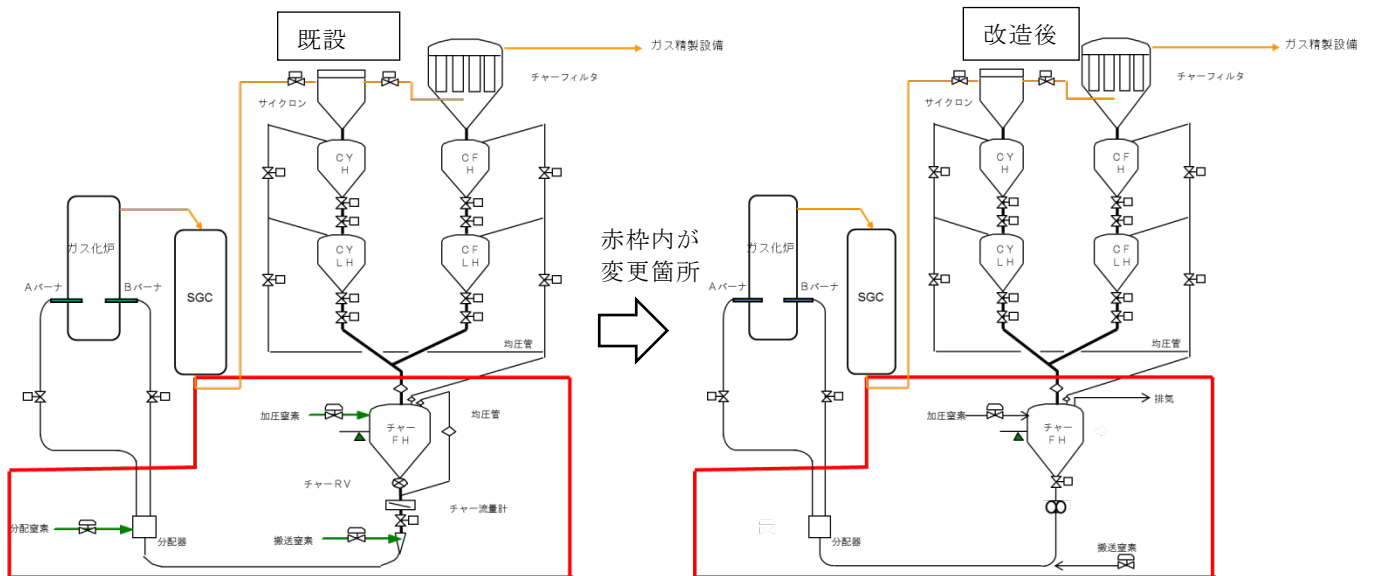 既設
ガス精製設備
チャーフィルタ
サイクロン
CY
H
CF
H
ガス化炉
CY
LH
CF
LH
Aバーナ
Bバーナ
SGC
均圧管
加圧窒素
チャー
FH
均圧管
チャーRV
チャー流量計
分配窒素
分配器
搬送窒素
赤枠内が
変更箇所
改造後
ガス精製設備
チャーフィルタ
サイクロン
CY
H
CF
H
ガス化炉
CY
LH
CF
LH
Aバーナ
Bバーナ
SGC
均圧管
排気
加圧窒素
チャー
FH
分配器
搬送窒素